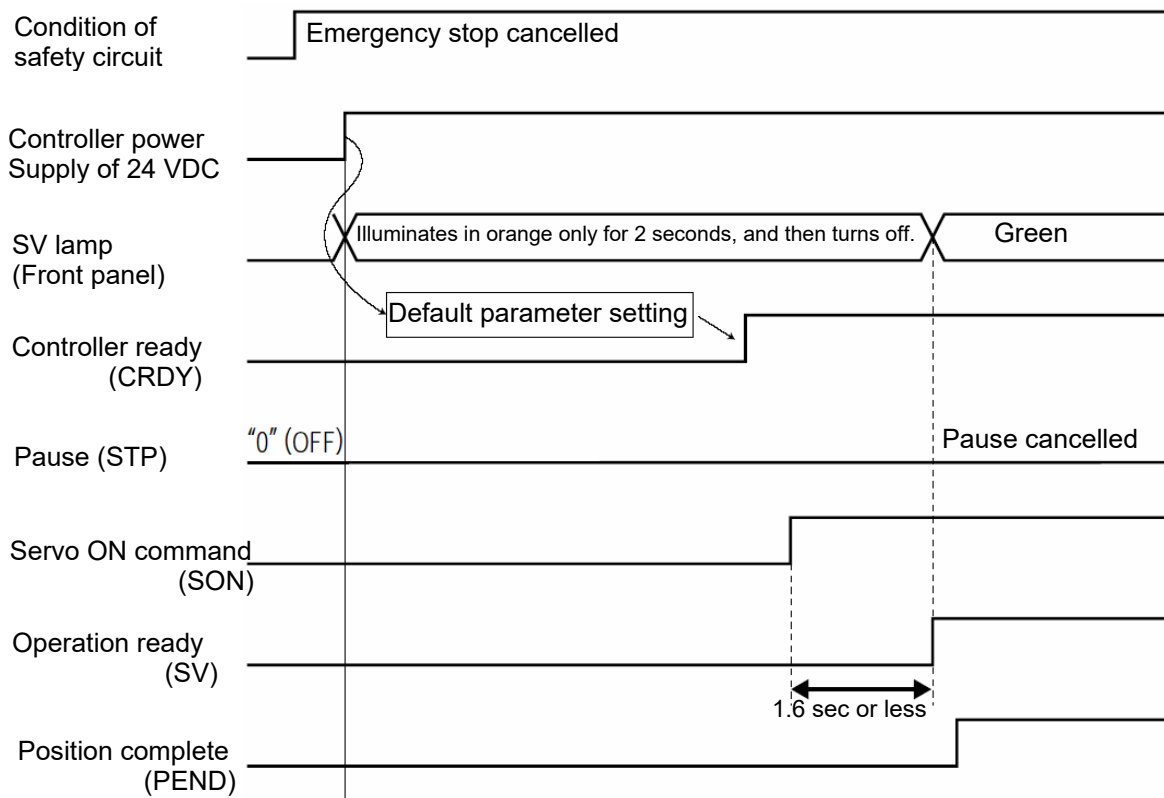 Condition of
safety circuit
Emergency stop cancelled
Controller power
Supply of 24 VDC
SV lamp
(Front panel)
Illuminates in orange only for 2 seconds, and then turns off.
Green
Default parameter setting
Controller ready
(CRDY)
"0" (OFF)
Pause (STP)
Pause cancelled
Servo ON command
(SON)
Operation ready
(SV)
1.6 sec or less
Position complete
(PEND)